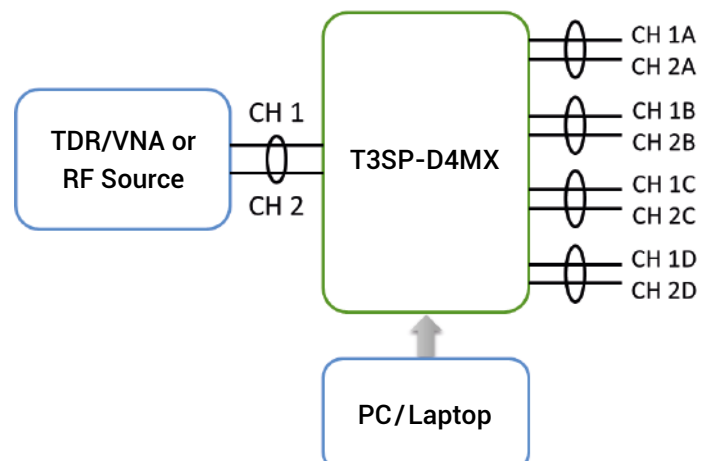 CH 1A
CH 2A
CH 1
TDR/VNA or
RF Source
CH 2
T3SP-D4MX
CH 1B
CH 2B
CH 1C
CH 2C
CH 1D
CH 2D
PC/Laptop